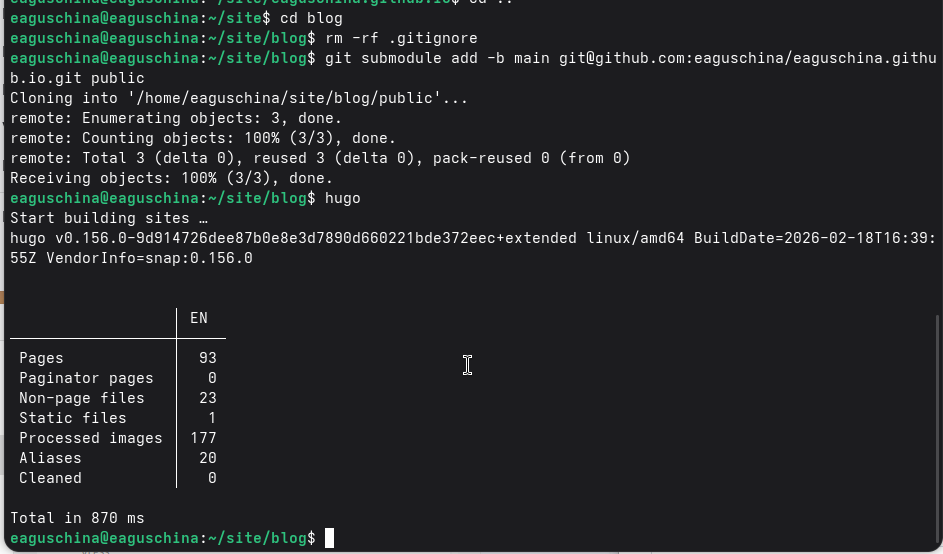 eaguschina@eaguschina:~/site$ cd blog
eaguschina@eaguschina:~/site/blog$ rm -rf .gitignore
eaguschina@eaguschina:~/site/blog$ git submodule add -b main git@github.com:eaguschina/eaguschina.githu
b.io.git public
Cloning into '/home/eaguschina/site/blog/public'...
remote: Enumerating objects: 3, done.
remote: Counting objects: 100% (3/3), done.
remote: Total 3 (delta 0), reused 3 (delta 0), pack-reused 0 (from 0)
Receiving objects: 100% (3/3), done.
eaguschina@eaguschina:~/site/blog$ hugo
Start building sites …
hugo v0.156.0-9d914726dee87b0e8e3d7890d660221bde372eec+extended linux/amd64 BuildDate=2026-02-18T16:39:
55Z VendorInfo=snap:0.156.0
EN
Pages 93
Paginator pages 0
Non-page files 23
Static files 1
Processed images 177
Aliases 20
Cleaned 0
Total in 870 ms
eaguschina@eaguschina:~/site/blog$